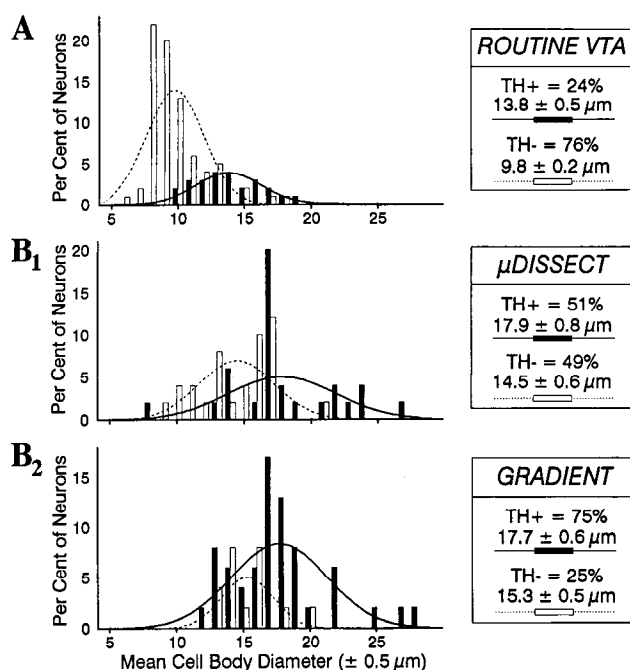 A
Per Cent of Neurons
20
15
10
5
0
5 10 15 20 25
ROUTINE VTA
TH+ = 24%
13.8 ± 0.5 µm
TH- = 76%
9.8 ± 0.2 µm
B1
Per Cent of Neurons
20
15
10
5
0
5 10 15 20 25
µDISSECT
TH+ = 51%
17.9 ± 0.8 µm
TH- = 49%
14.5 ± 0.6 µm
B2
Per Cent of Neurons
15
10
5
0
5 10 15 20 25
Mean Cell Body Diameter (± 0.5 µm)
GRADIENT
TH+ = 75%
17.7 ± 0.6 µm
TH- = 25%
15.3 ± 0.5 µm